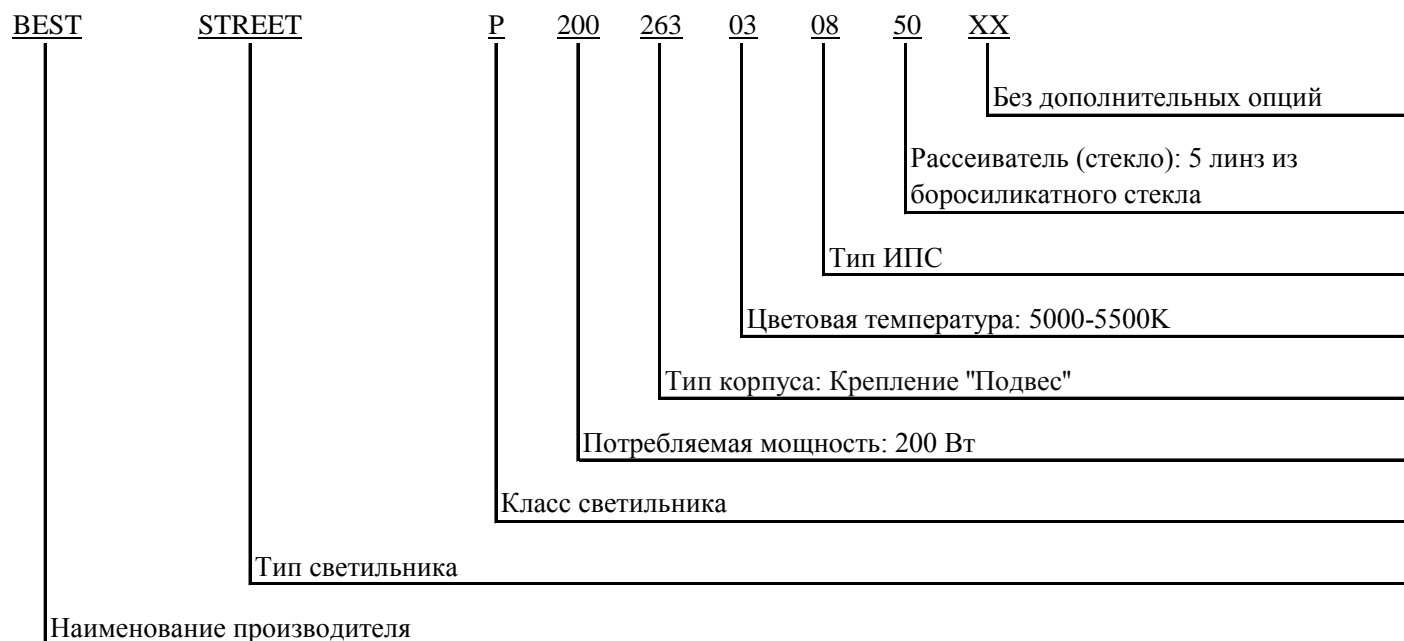 BEST STREET P 200 263 03 08 50 XX
Без дополнительных опций
Рассеиватель (стекло): 5 линз из
боросиликатного стекла
Тип ИПС
Цветовая температура: 5000-5500К
Тип корпуса: Крепление "Подвес"
Потребляемая мощность: 200 Вт
Класс светильника
Тип светильника
Наименование производителя